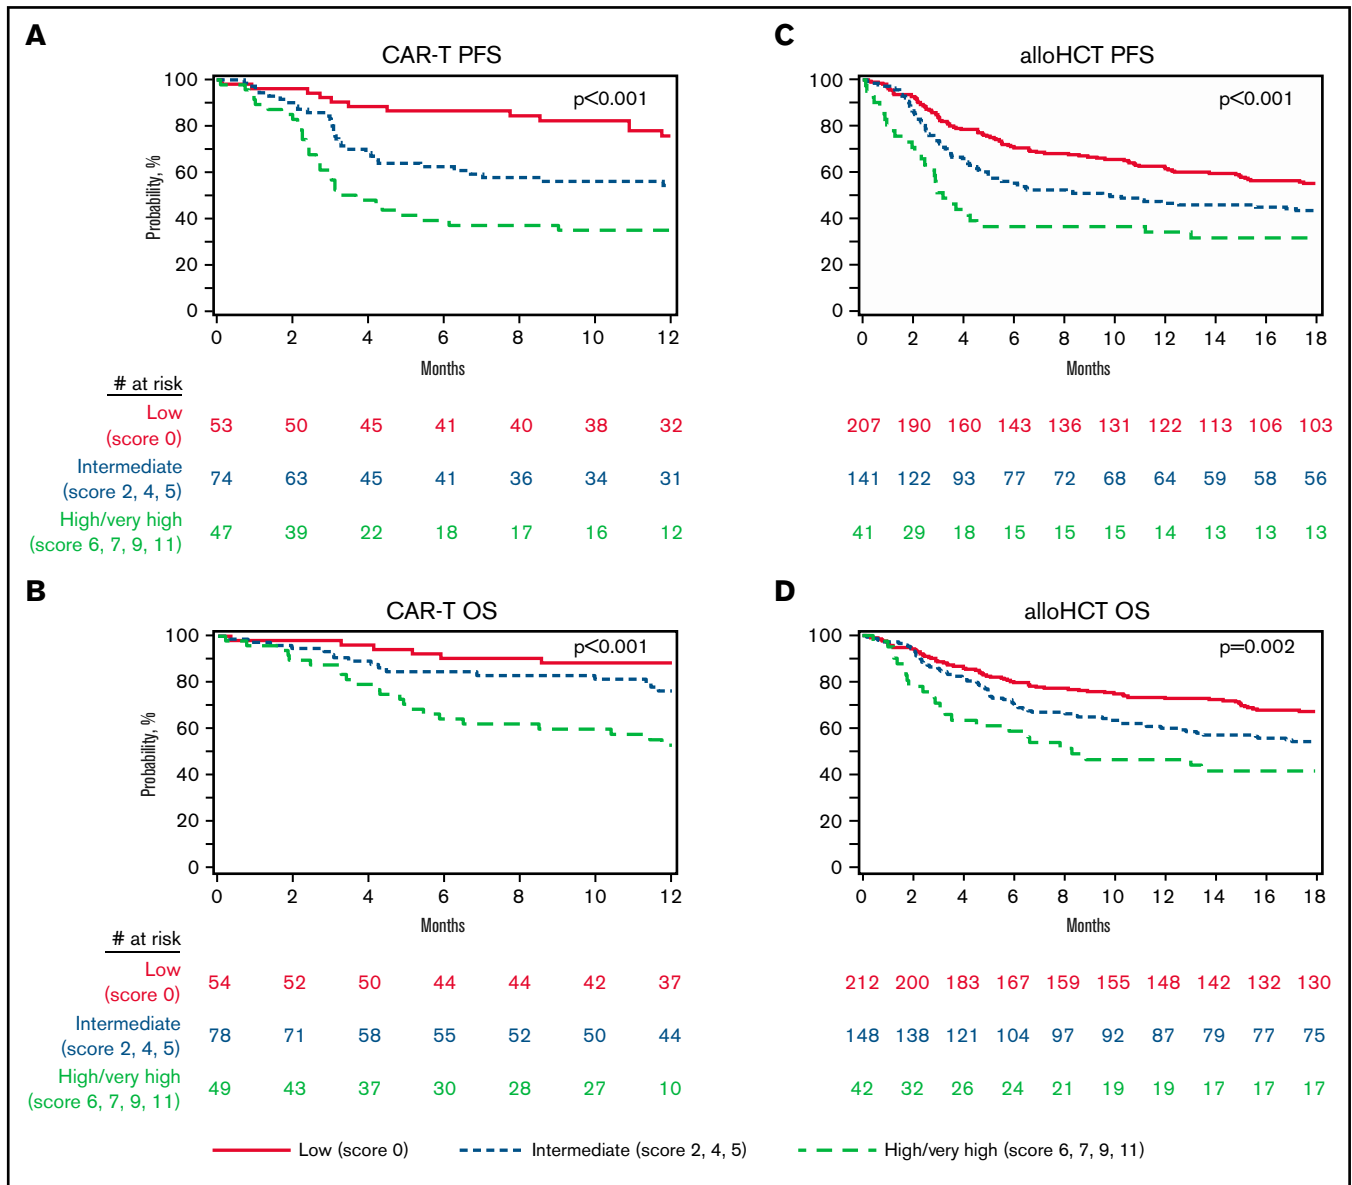 A
CAR-T PFS
p<0.001
Probability, %
100
80
60
40
20
0
0 2 4 6 8 10 12
Months
# at risk
Low
(score 0)
53 50 45 41 40 38 32
Intermediate
(score 2, 4, 5)
74 63 45 41 36 34 31
High/very high
(score 6, 7, 9, 11)
47 39 22 18 17 16 12
C
alloHCT PFS
p<0.001
100
80
60
40
20
0
0 2 4 6 8 10 12 14 16 18
Months
207 190 160 143 136 131 122 113 106 103
141 122 93 77 72 68 64 59 58 56
41 29 18 15 15 15 14 13 13 13
B
CAR-T OS
p<0.001
Probability, %
100
80
60
40
20
0
0 2 4 6 8 10 12
Months
# at risk
Low
(score 0)
54 52 50 44 44 42 37
Intermediate
(score 2, 4, 5)
78 71 58 55 52 50 44
High/very high
(score 6, 7, 9, 11)
49 43 37 30 28 27 10
D
alloHCT OS
p=0.002
100
80
60
40
20
0
0 2 4 6 8 10 12 14 16 18
Months
212 200 183 167 159 155 148 142 132 130
148 138 121 104 97 92 87 79 77 75
42 32 26 24 21 19 19 17 17 17
Low (score 0) Intermediate (score 2, 4, 5) High/very high (score 6, 7, 9, 11)